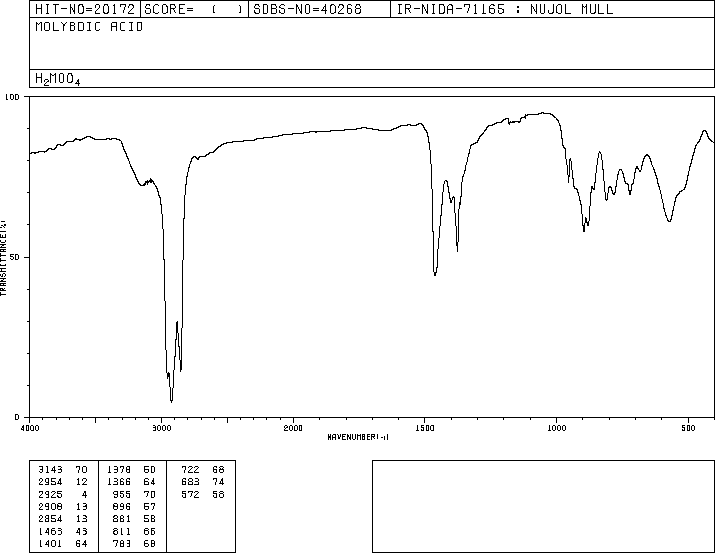 HIT-NO=20172 SCORE= ( ) SDBS-NO=40268 IR-NIDA-71165 : NUJOL MULL
MOLYBDIC ACID
H2MOO4
100
50
0
TRANSMITTANCE(%)
4000 3000 2000 1500 1000 500
WAVENUMBER(-1)
3143 70 1378 50 722 68
2954 12 1366 64 683 74
2925 4 955 70 572 58
2908 13 896 57
2854 13 881 58
1463 43 811 66
1401 64 783 68